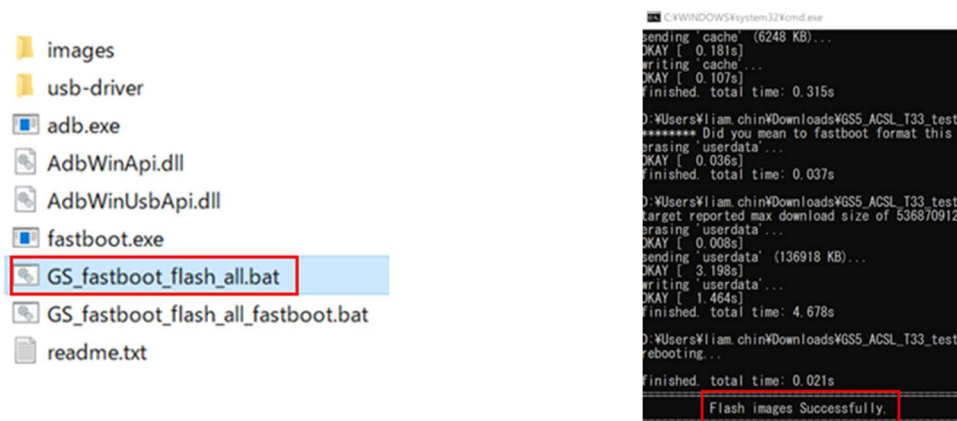 images
usb-driver
adb.exe
AdbWinApi.dll
AdbWinUsbApi.dll
fastboot.exe
GS_fastboot_flash_all.bat
GS_fastboot_flash_all_fastboot.bat
readme.txt
C:¥WINDOWS¥system32¥cmd.exe
sending 'cache' (6248 KB)...
OKAY [  0.181s]
writing 'cache'...
OKAY [  0.107s]
finished. total time: 0.315s
D:¥Users¥liam.chin¥Downloads¥GS5_ACSL_T33_test
******** Did you mean to fastboot format this
erasing 'userdata'...
OKAY [  0.036s]
finished. total time: 0.037s
D:¥Users¥liam.chin¥Downloads¥GS5_ACSL_T33_test
target reported max download size of 536870912
erasing 'userdata'...
OKAY [  0.008s]
sending 'userdata' (136918 KB)...
OKAY [  3.198s]
writing 'userdata'...
OKAY [  1.464s]
finished. total time: 4.678s
D:¥Users¥liam.chin¥Downloads¥GS5_ACSL_T33_test
rebooting...
finished. total time: 0.021s
Flash images Successfully.